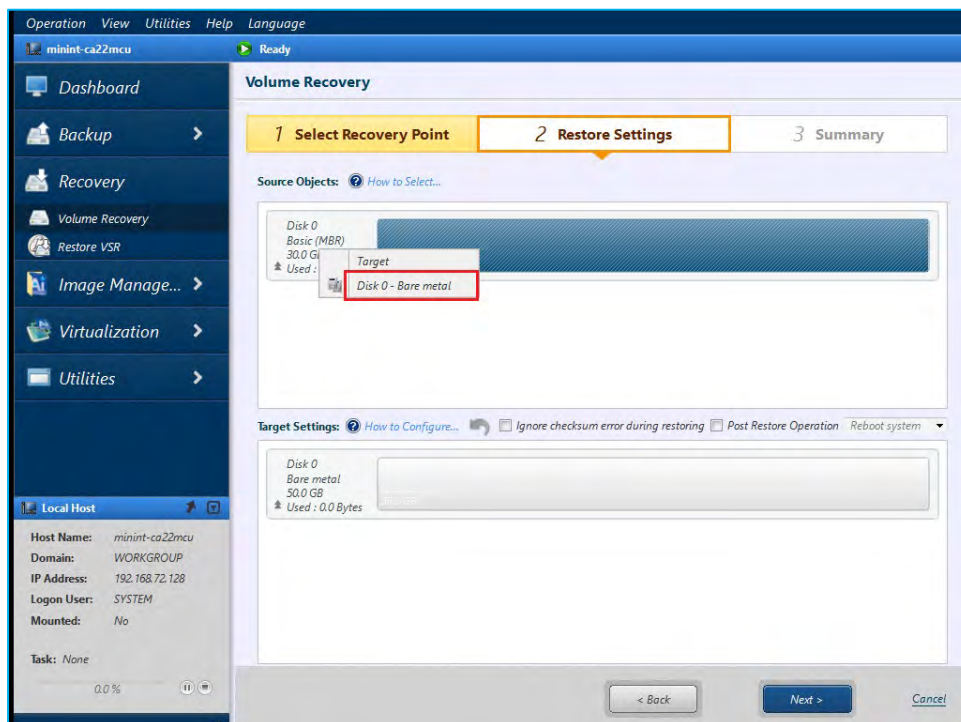 Operation View Utilities Help Language
minint-ca22mcu
Ready
Dashboard
Backup
Recovery
Volume Recovery
Restore VSR
Image Manage...
Virtualization
Utilities
Volume Recovery
1 Select Recovery Point
2 Restore Settings
3 Summary
Source Objects: How to Select...
Disk 0
Basic (MBR)
30.0 G
Used :
Target
Disk 0 - Bare metal
Target Settings: How to Configure... Ignore checksum error during restoring Post Restore Operation Reboot system
Disk 0
Bare metal
50.0 GB
Used : 0.0 Bytes
Local Host
Host Name: minint-ca22mcu
Domain: WORKGROUP
IP Address: 192.168.72.128
Logon User: SYSTEM
Mounted: No
Task: None
0.0 %
< Back
Next >
Cancel